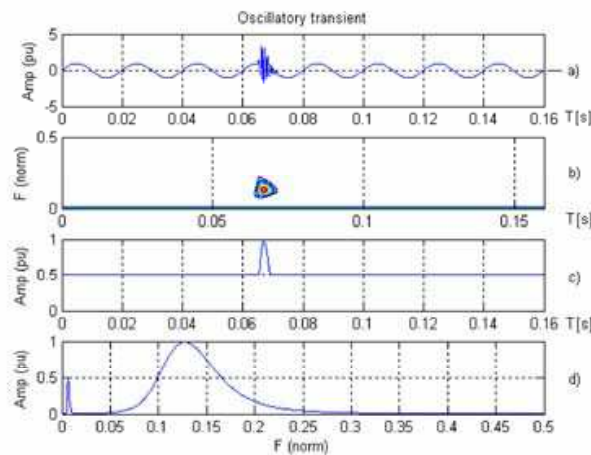 Oscillatory transient
Amp (pu)
5
0
-5
0 0.02 0.04 0.06 0.08 0.1 0.12 0.14 0.16 T[s]
a)
F (norm)
0.5
0
0 0.05 0.1 0.15 T[s]
b)
Amp (pu)
1
0.5
0
0 0.02 0.04 0.06 0.08 0.1 0.12 0.14 0.16 T[s]
c)
Amp (pu)
1
0.5
0
0 0.05 0.1 0.15 0.2 0.25 0.3 0.35 0.4 0.45 0.5
d)
F (norm)